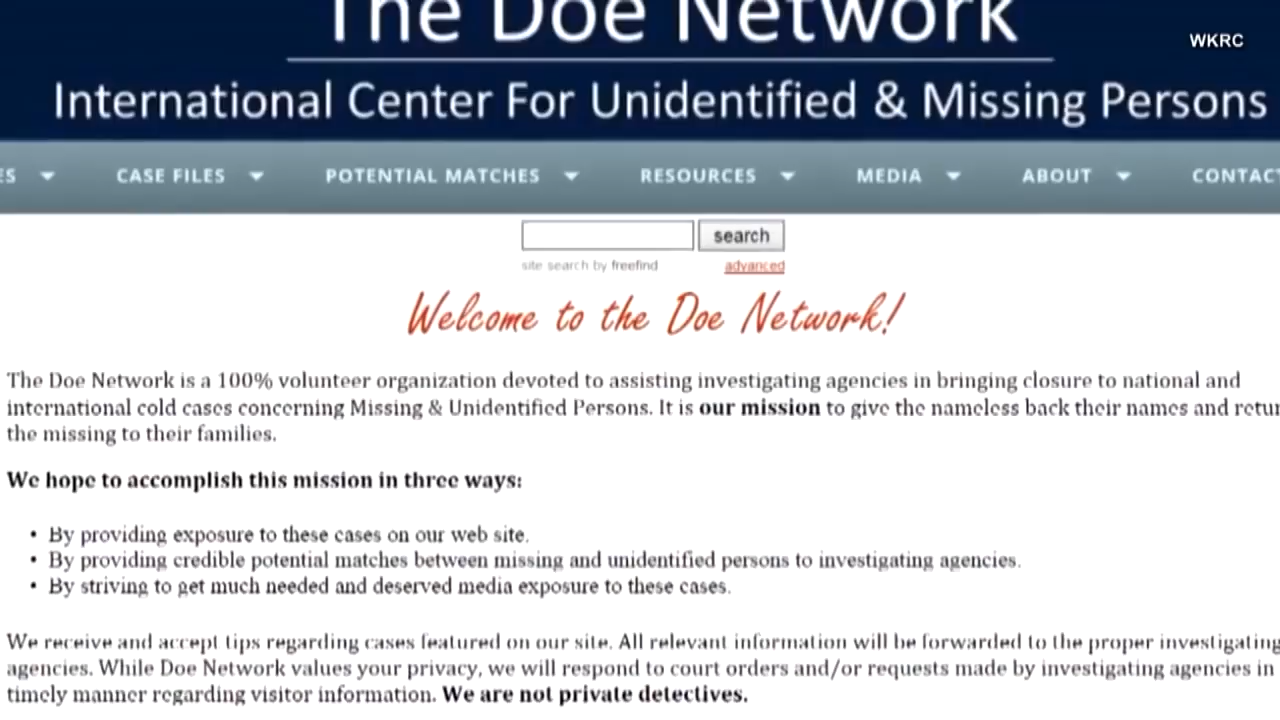 The Doe Network
WKRC
International Center For Unidentified & Missing Persons
ES CASE FILES POTENTIAL MATCHES RESOURCES MEDIA ABOUT CONTACT
search
site search by freefind advanced
Welcome to the Doe Network!
The Doe Network is a 100% volunteer organization devoted to assisting investigating agencies in bringing closure to national and
international cold cases concerning Missing & Unidentified Persons. It is our mission to give the nameless back their names and retur
the missing to their families.
We hope to accomplish this mission in three ways:
• By providing exposure to these cases on our web site.
• By providing credible potential matches between missing and unidentified persons to investigating agencies.
• By striving to get much needed and deserved media exposure to these cases.
We receive and accept tips regarding cases featured on our site. All relevant information will be forwarded to the proper investigating
agencies. While Doe Network values your privacy, we will respond to court orders and/or requests made by investigating agencies in
timely manner regarding visitor information. We are not private detectives.